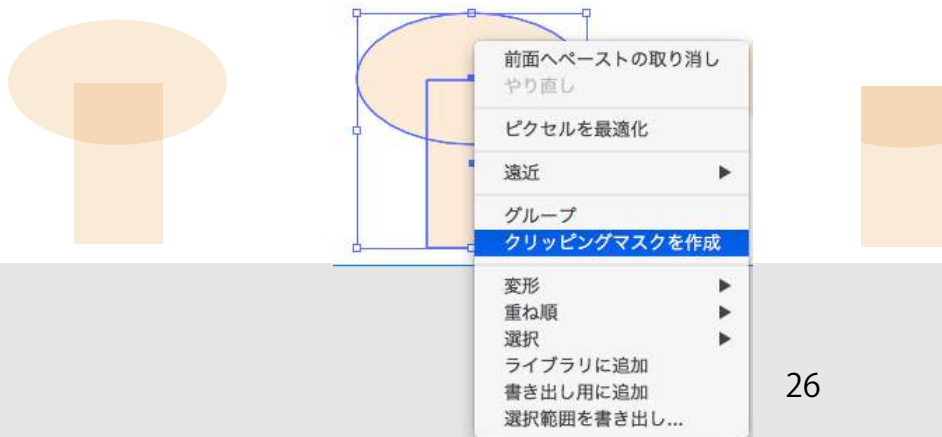 前面へペーストの取り消し
やり直し
ピクセルを最適化
遠近
グループ
クリッピングマスクを作成
変形
重ね順
選択
ライブラリに追加
書き出し用に追加
選択範囲を書き出し...
26